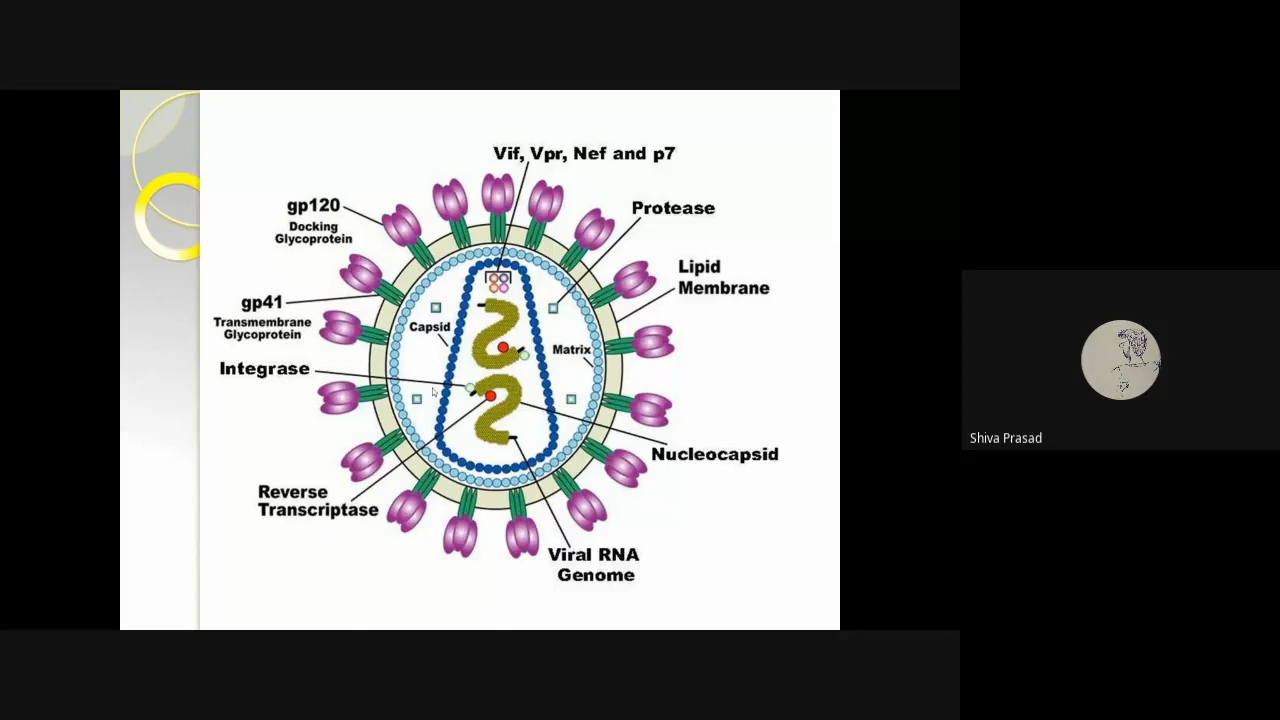 Vif, Vpr, Nef and p7
gp120
Docking
Glycoprotein
Protease
Lipid
Membrane
gp41
Transmembrane
Glycoprotein
Capsid
Matrix
Integrase
Nucleocapsid
Reverse
Transcriptase
Viral RNA
Genome
Shiva Prasad